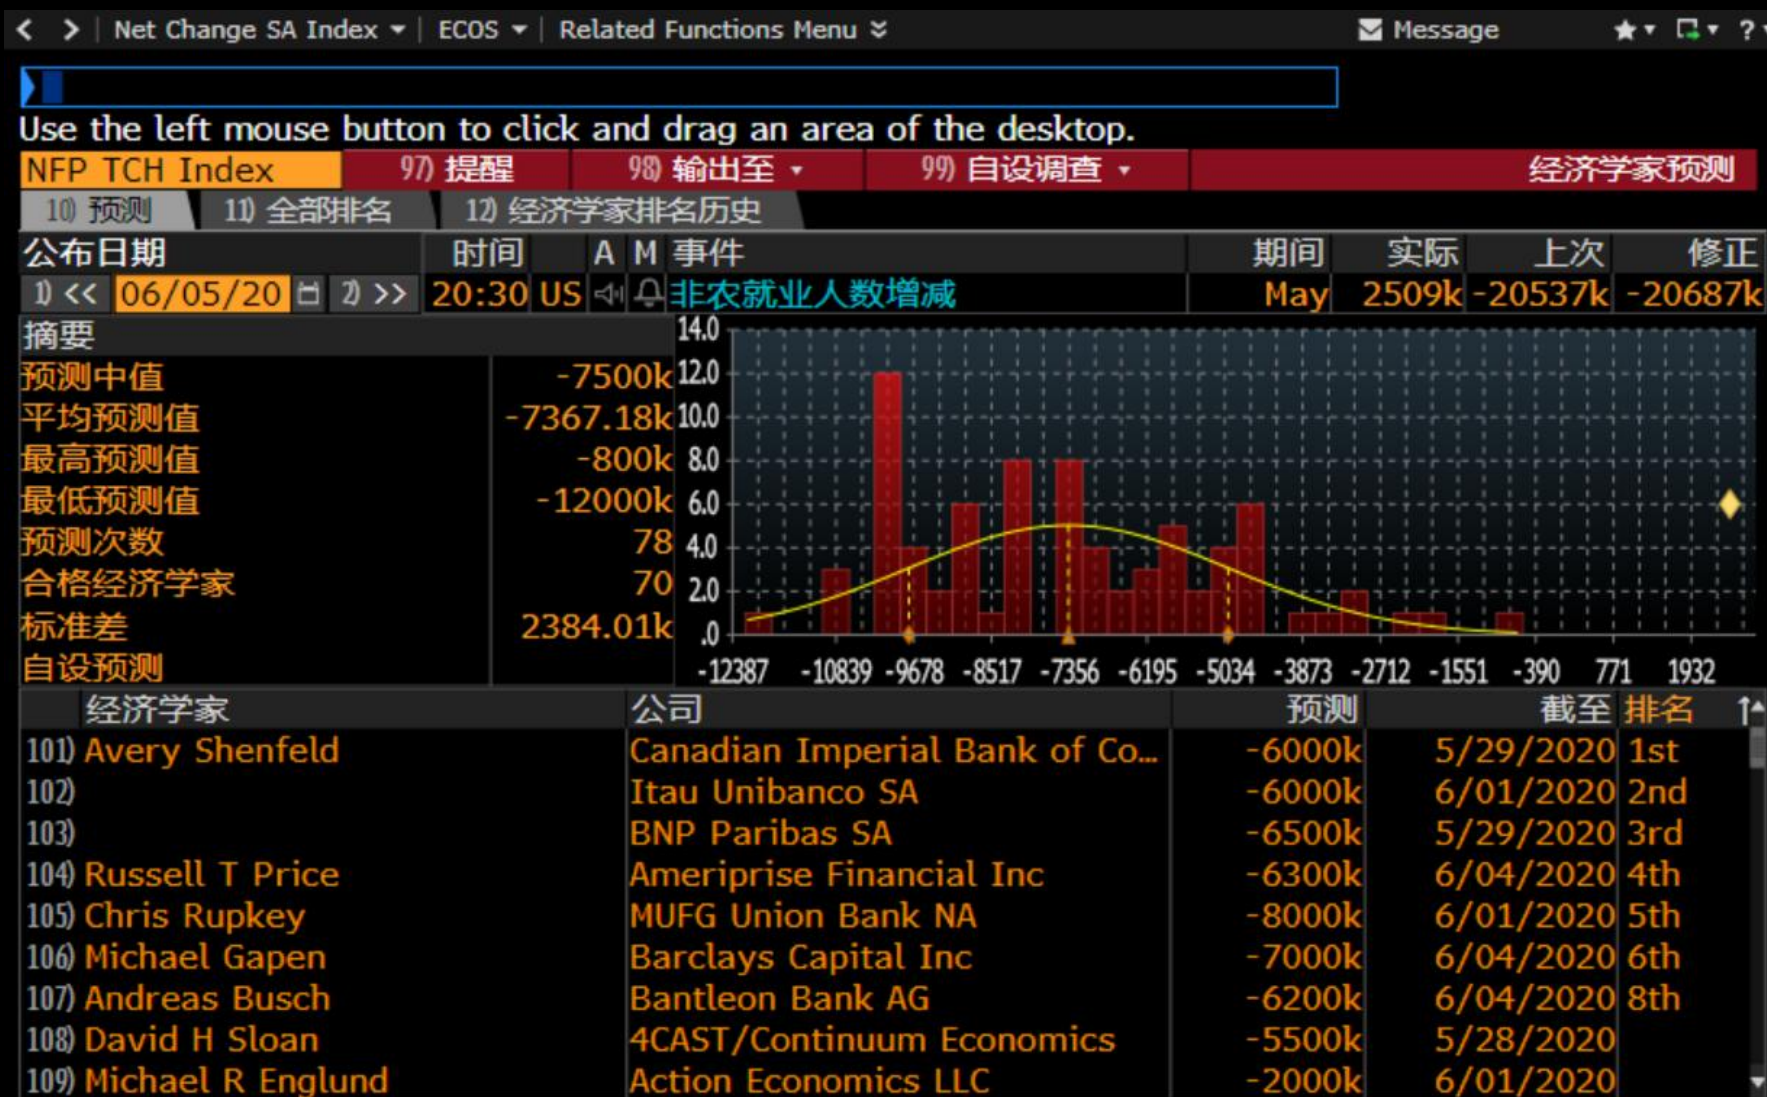 Net Change SA Index ECOS Related Functions Menu Message ?
Use the left mouse button to click and drag an area of the desktop.
NFP TCH Index 97) 提醒 98) 输出至 99) 自设调查 经济学家预测
10) 预测 11) 全部排名 12) 经济学家排名历史
公布日期 时间 A M 事件 期间 实际 上次 修正
1) << 06/05/20 2) >> 20:30 US 非农就业人数增减 May 2509k -20537k -20687k
摘要
预测中值 -7500k
平均预测值 -7367.18k
最高预测值 -800k
最低预测值 -12000k
预测次数 78
合格经济学家 70
标准差 2384.01k
自设预测
14.0
12.0
10.0
8.0
6.0
4.0
2.0
.0
-12387 -10839 -9678 -8517 -7356 -6195 -5034 -3873 -2712 -1551 -390 771 1932
经济学家 公司 预测 截至 排名
101) Avery Shenfeld Canadian Imperial Bank of Co... -6000k 5/29/2020 1st
102) Itau Unibanco SA -6000k 6/01/2020 2nd
103) BNP Paribas SA -6500k 5/29/2020 3rd
104) Russell T Price Ameriprise Financial Inc -6300k 6/04/2020 4th
105) Chris Rupkey MUFG Union Bank NA -8000k 6/01/2020 5th
106) Michael Gapen Barclays Capital Inc -7000k 6/04/2020 6th
107) Andreas Busch Bantleon Bank AG -6200k 6/04/2020 8th
108) David H Sloan 4CAST/Continuum Economics -5500k 5/28/2020
109) Michael R Englund Action Economics LLC -2000k 6/01/2020